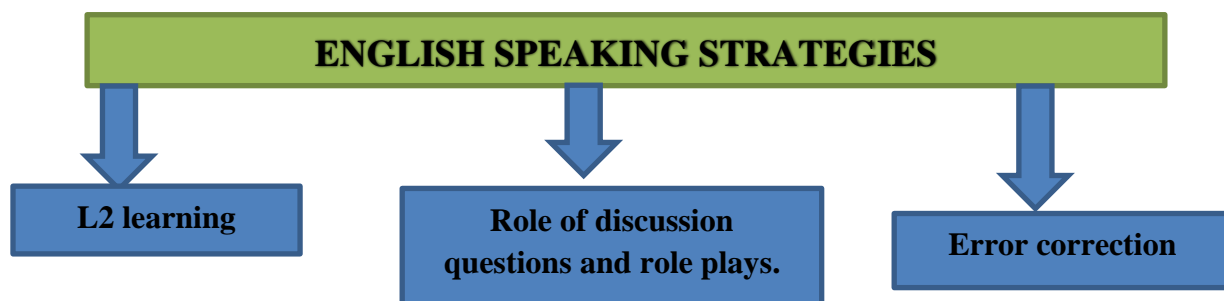 ENGLISH SPEAKING STRATEGIES
L2 learning
Role of discussion
questions and role plays.
Error correction